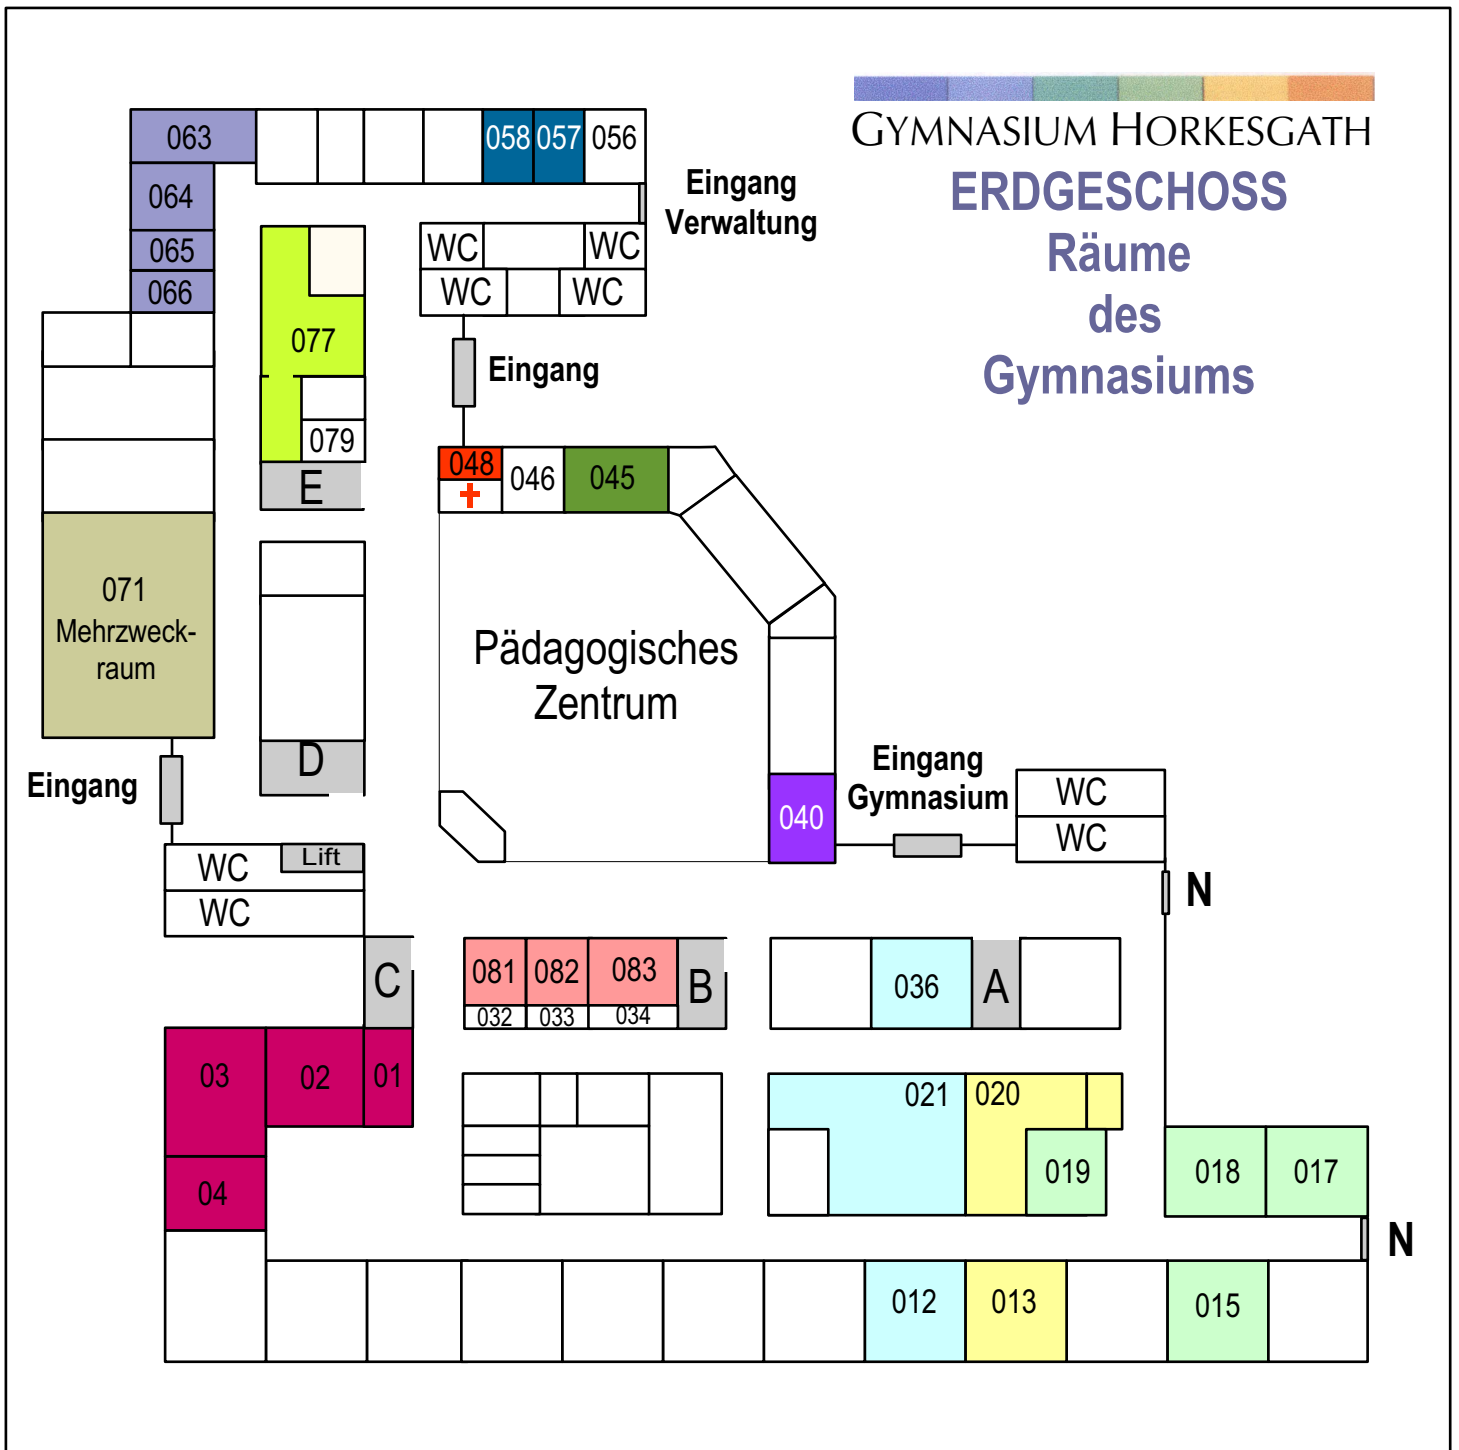 GYMNASIUM HORKESGATH
ERDGESCHOSS
Räume
des
Gymnasiums
063
058
057
056
064
065
066
Eingang
Verwaltung
WC
WC
WC
WC
077
079
E
Eingang
048
046
045
071
Mehrzweck-
raum
Pädagogisches
Zentrum
D
Eingang
040
Eingang
Gymnasium
WC
WC
N
WC
Lift
WC
C
081
082
083
B
032
033
034
036
A
03
02
01
04
021
020
019
018
017
N
012
013
015